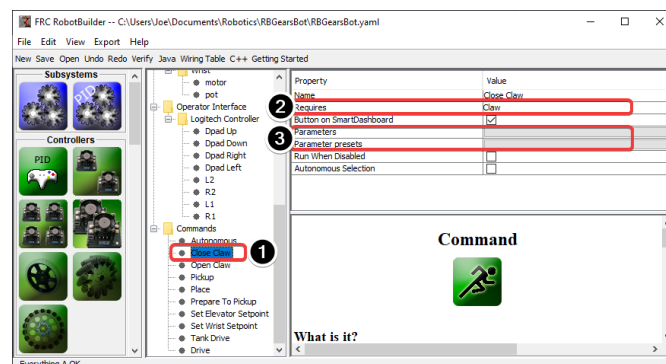 FRC RobotBuilder -- C:\Users\Joe\Documents\Robotics\RBGearsBot\RBGearsBot.yaml
File Edit View Export Help
New Save Open Undo Redo Verify Java Wiring Table C++ Getting Started
Subsystems
PID
Controllers
PID
Wrist
motor
pot
Operator Interface
Logitech Controller
Dpad Up
Dpad Down
Dpad Right
Dpad Left
L2
R2
L1
R1
Commands
Autonomous
Close Claw
1
Open Claw
Pickup
Place
Prepare To Pickup
Set Elevator Setpoint
Set Wrist Setpoint
Tank Drive
Drive
Property Value
Name Close Claw
2 Requires Claw
Button on SmartDashboard
3 Parameters
Parameter presets
Run When Disabled
Autonomous Selection
Command
What is it?
Everything A OK